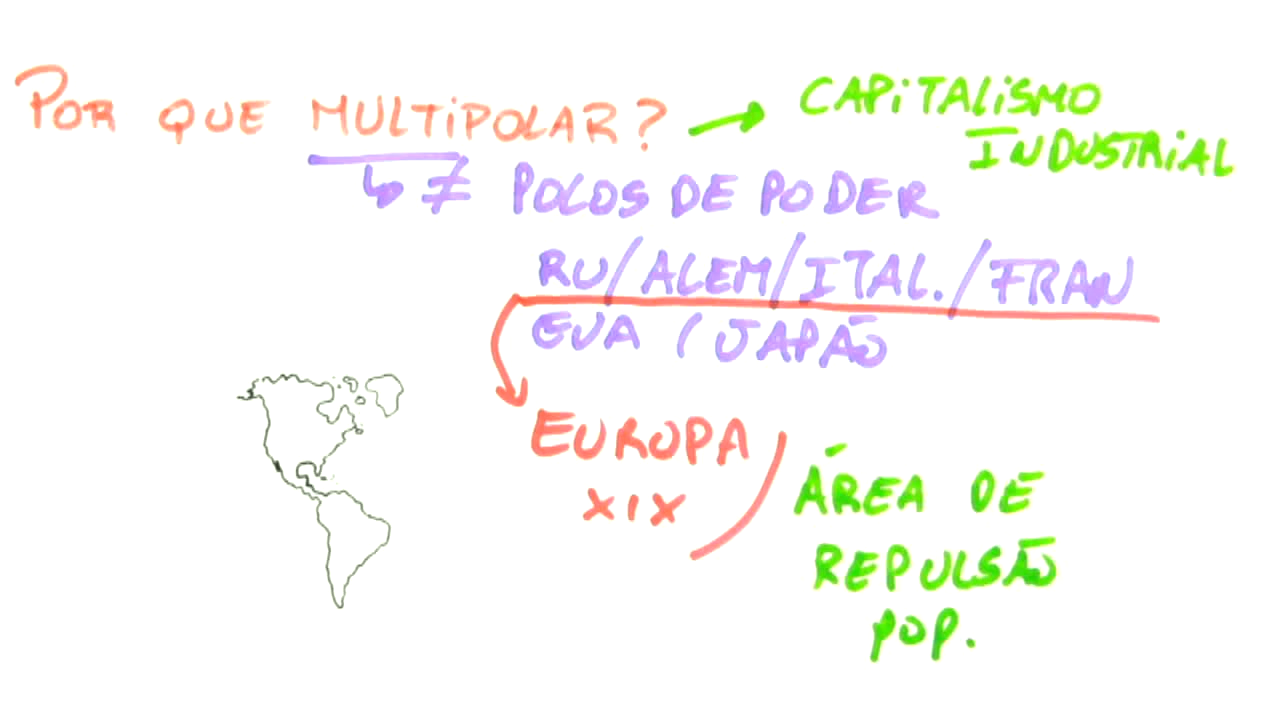 POR QUE MULTIPOLAR? → CAPITALISMO
INDUSTRIAL
↳ ≠ POLOS DE PODER
RU/ALEM/ITAL./FRAN
EUA / JAPÃO
EUROPA
XIX
ÁREA DE
REPULSÃO
POP.